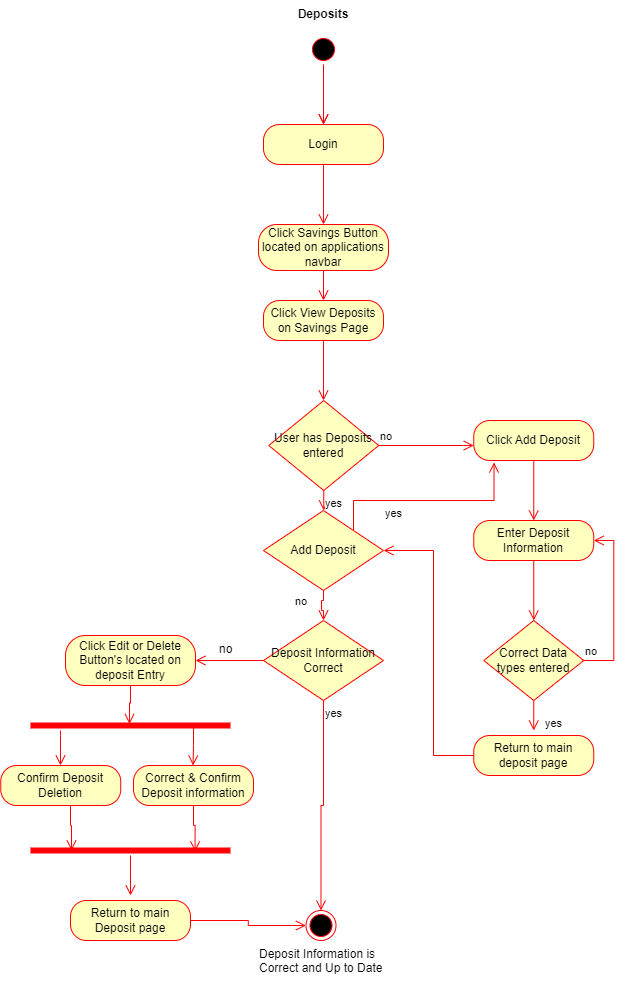 Deposits
Login
Click Savings Button
located on applications
navbar
Click View Deposits
on Savings Page
User has Deposits
entered
no
Click Add Deposit
yes
yes
Add Deposit
Enter Deposit
Information
no
Deposit Information
Correct
no
Click Edit or Delete
Button's located on
deposit Entry
Correct Data
types entered
no
yes
yes
Return to main
deposit page
Confirm Deposit
Deletion
Correct & Confirm
Deposit information
Return to main
Deposit page
Deposit Information is
Correct and Up to Date